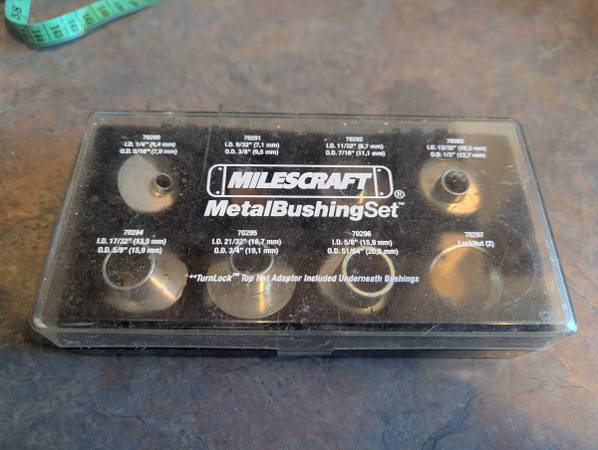 70290
I.D. 1/4" (6,4 mm)
O.D. 5/16" (7,9 mm)
70291
I.D. 9/32" (7,1 mm)
O.D. 3/8" (9,5 mm)
70292
I.D. 11/32" (8,7 mm)
O.D. 7/16" (11,1 mm)
70293
I.D. 13/32" (10,3 mm)
O.D. 1/2" (12,7 mm)
MILESCRAFT®
MetalBushingSet™
70294
I.D. 17/32" (13,5 mm)
O.D. 5/8" (15,9 mm)
70295
I.D. 21/32" (16,7 mm)
O.D. 3/4" (19,1 mm)
70296
I.D. 5/8" (15,9 mm)
O.D. 51/64" (20,2 mm)
70297
LockNut (2)
**TurnLock™ Top Hat Adaptor Included Underneath Bushings